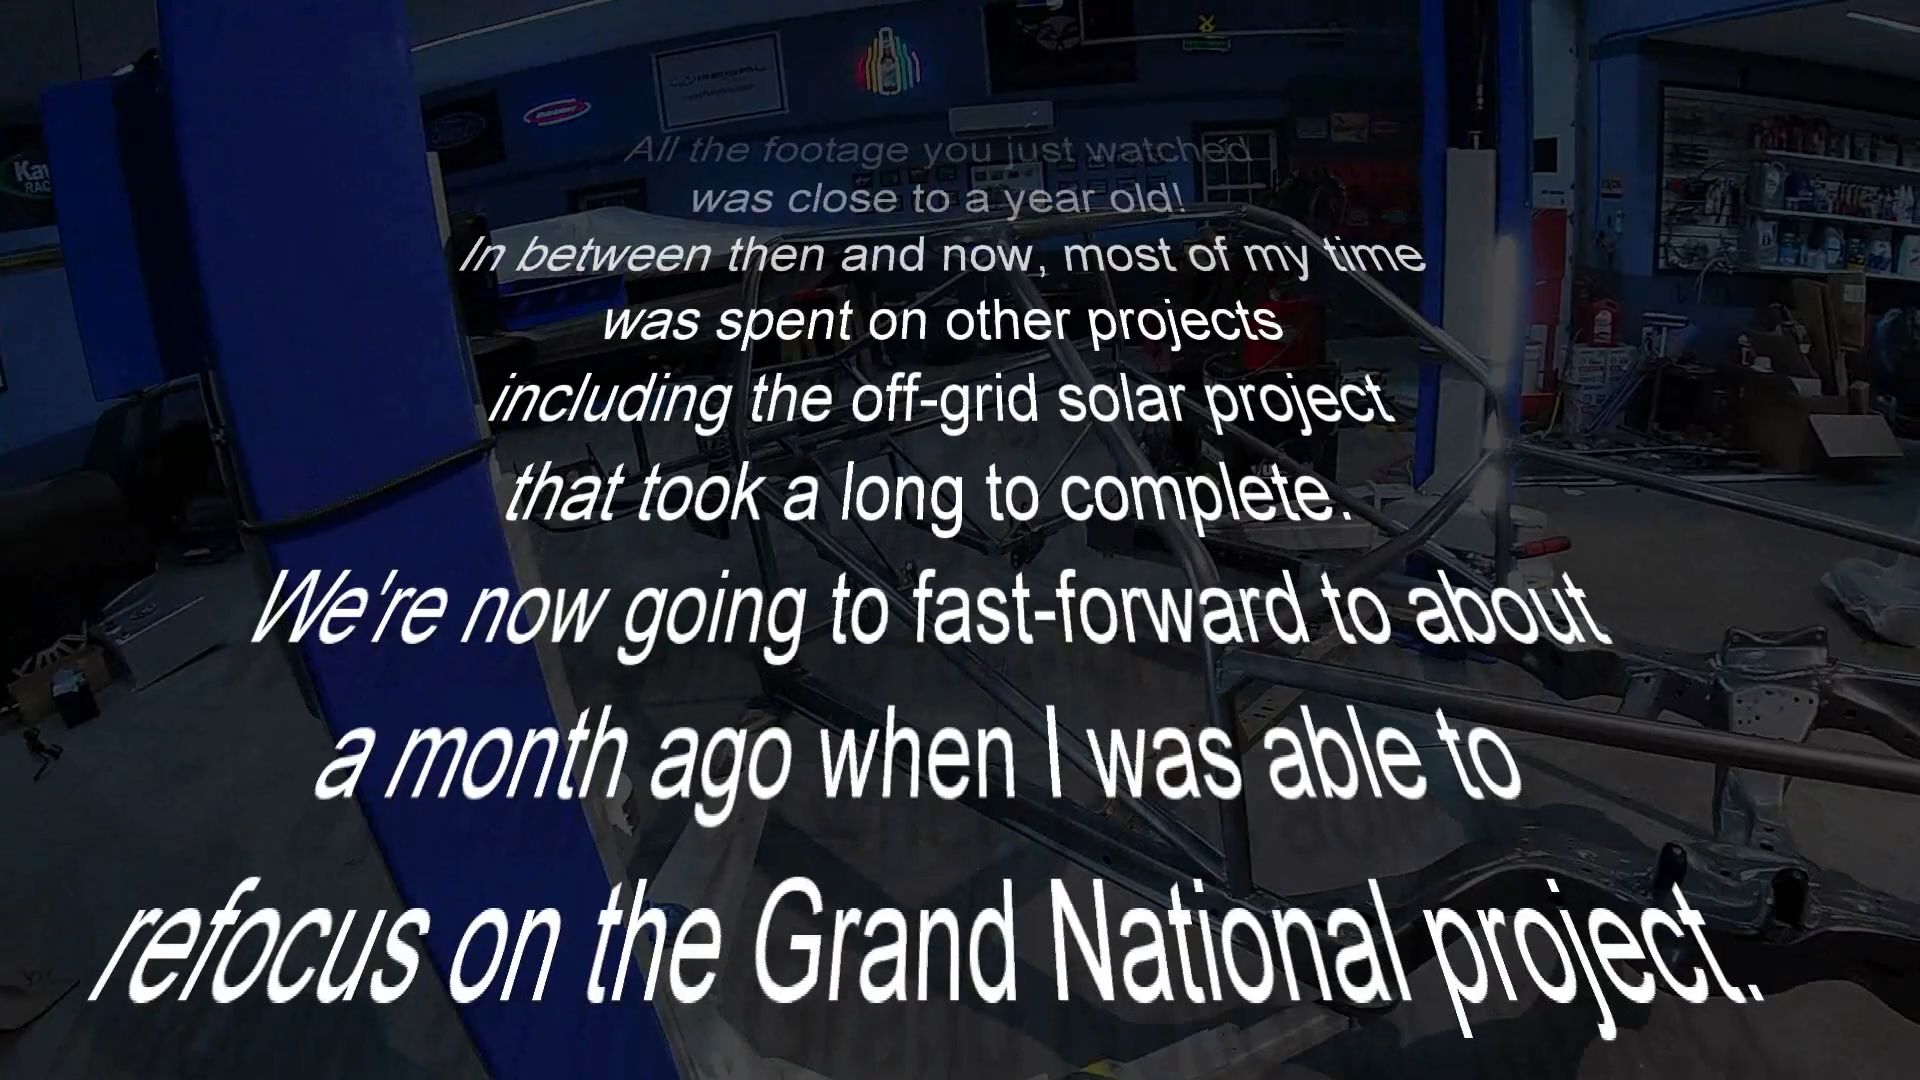 All the footage you just watched
was close to a year old!
In between then and now, most of my time
was spent on other projects
including the off-grid solar project
that took a long to complete.
We're now going to fast-forward to about
a month ago when I was able to
refocus on the Grand National project.
Ford